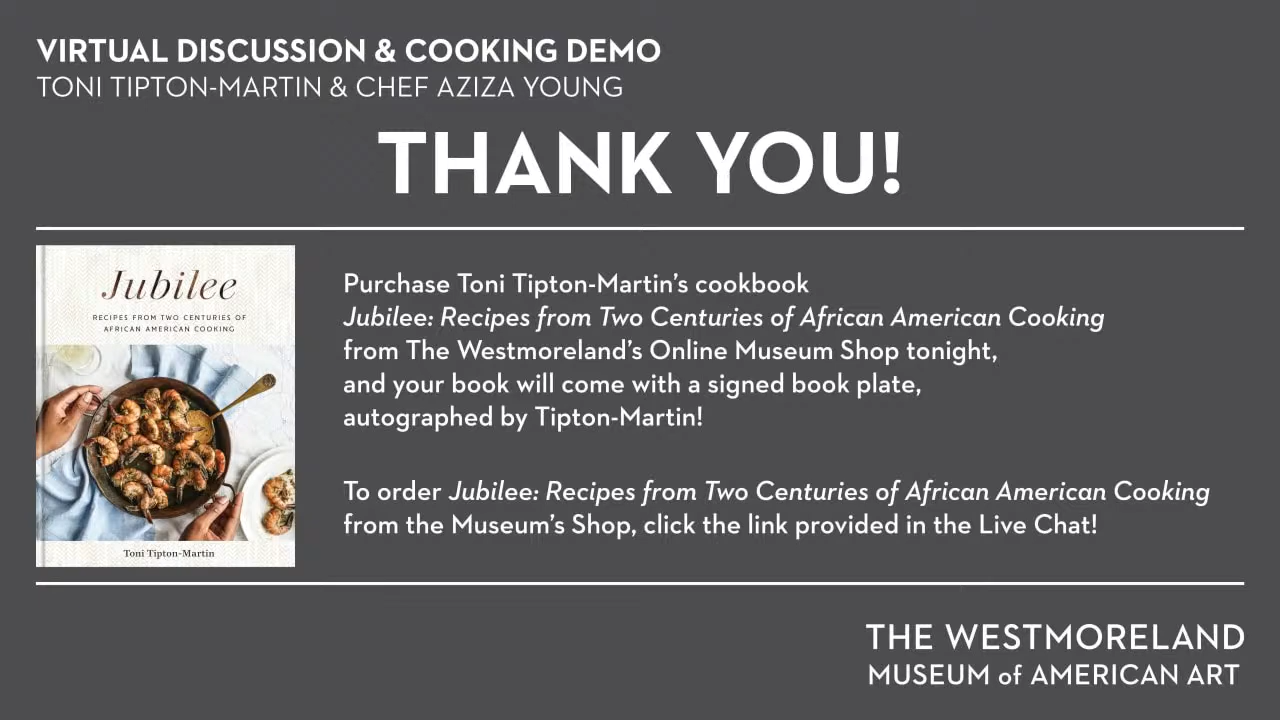 VIRTUAL DISCUSSION & COOKING DEMO
TONI TIPTON-MARTIN & CHEF AZIZA YOUNG
THANK YOU!
Jubilee
RECIPES FROM TWO CENTURIES OF
AFRICAN AMERICAN COOKING
Toni Tipton-Martin
Purchase Toni Tipton-Martin’s cookbook
Jubilee: Recipes from Two Centuries of African American Cooking
from The Westmoreland’s Online Museum Shop tonight,
and your book will come with a signed book plate,
autographed by Tipton-Martin!
To order Jubilee: Recipes from Two Centuries of African American Cooking
from the Museum’s Shop, click the link provided in the Live Chat!
THE WESTMORELAND
MUSEUM of AMERICAN ART